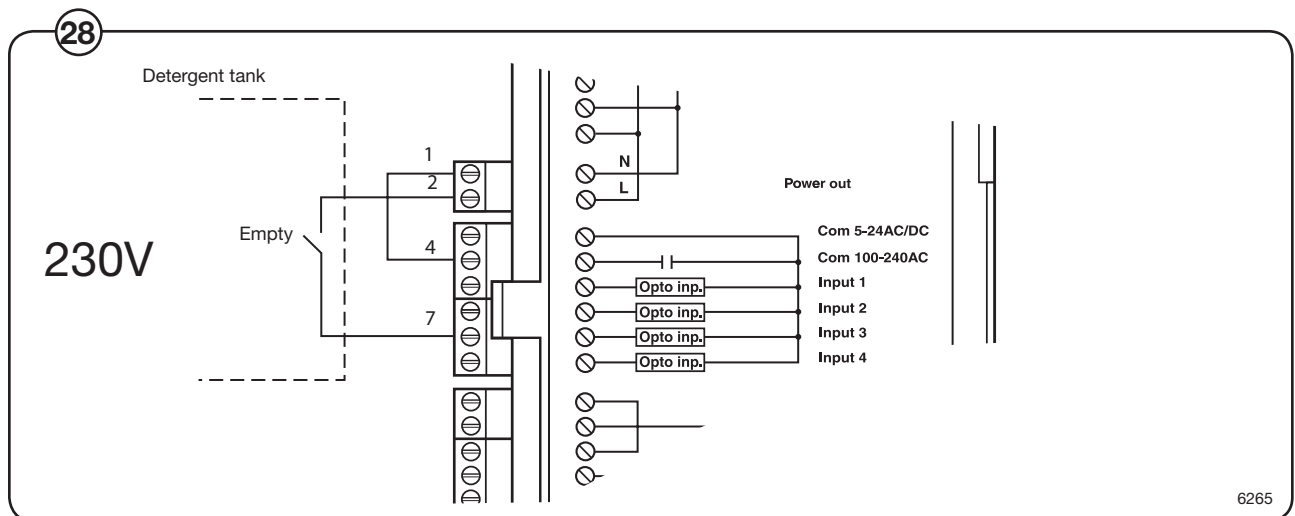 28
Detergent tank
230V
Empty
1
2
4
7
N
L
Power out
Com 5-24AC/DC
Com 100-240AC
Opto inp. Input 1
Opto inp. Input 2
Opto inp. Input 3
Opto inp. Input 4
6265